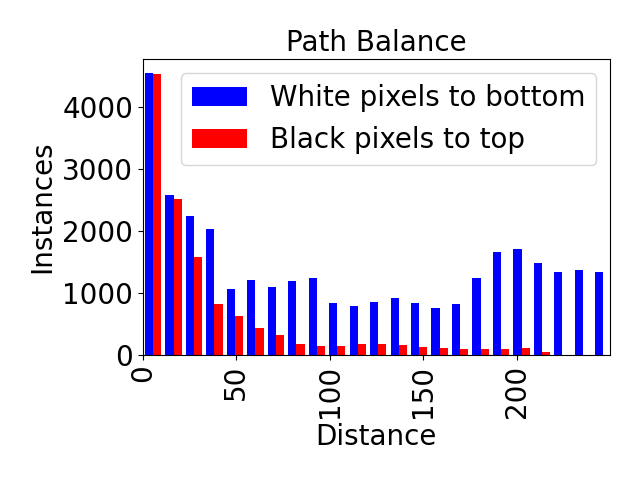 Path Balance
White pixels to bottom
Black pixels to top
Instances
4000
3000
2000
1000
0
0
50
100
150
200
Distance